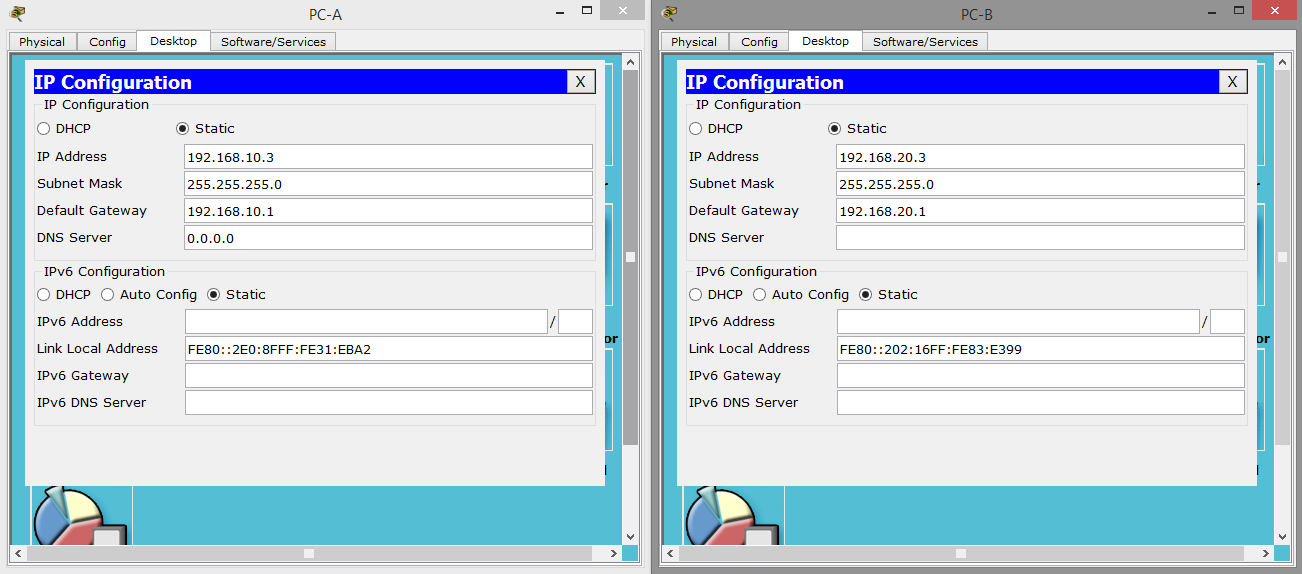 PC-A
Physical Config Desktop Software/Services
IP Configuration X
IP Configuration
DHCP Static
IP Address 192.168.10.3
Subnet Mask 255.255.255.0
Default Gateway 192.168.10.1
DNS Server 0.0.0.0
IPv6 Configuration
DHCP Auto Config Static
IPv6 Address /
Link Local Address FE80::2E0:8FFF:FE31:EBA2
IPv6 Gateway
IPv6 DNS Server
r
or
PC-B
Physical Config Desktop Software/Services
IP Configuration X
IP Configuration
DHCP Static
IP Address 192.168.20.3
Subnet Mask 255.255.255.0
Default Gateway 192.168.20.1
DNS Server
IPv6 Configuration
DHCP Auto Config Static
IPv6 Address /
Link Local Address FE80::202:16FF:FE83:E399
IPv6 Gateway
IPv6 DNS Server
r
or